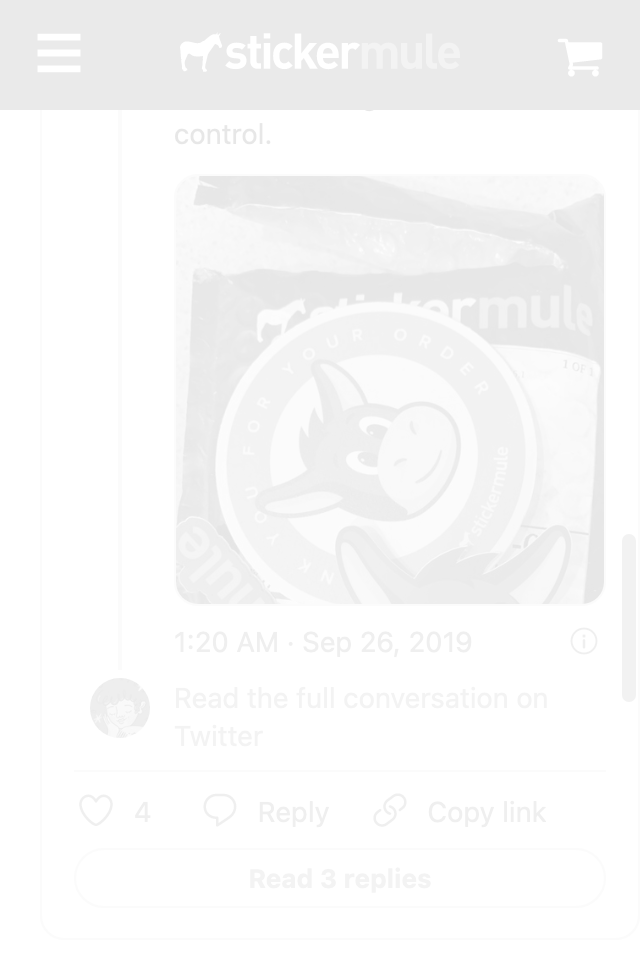 stickermule
control.
stickermule
1 OF 1
NK YOU FOR YOUR ORDER
stickermule
mule
1:20 AM · Sep 26, 2019
Read the full conversation on
Twitter
4 Reply Copy link
Read 3 replies